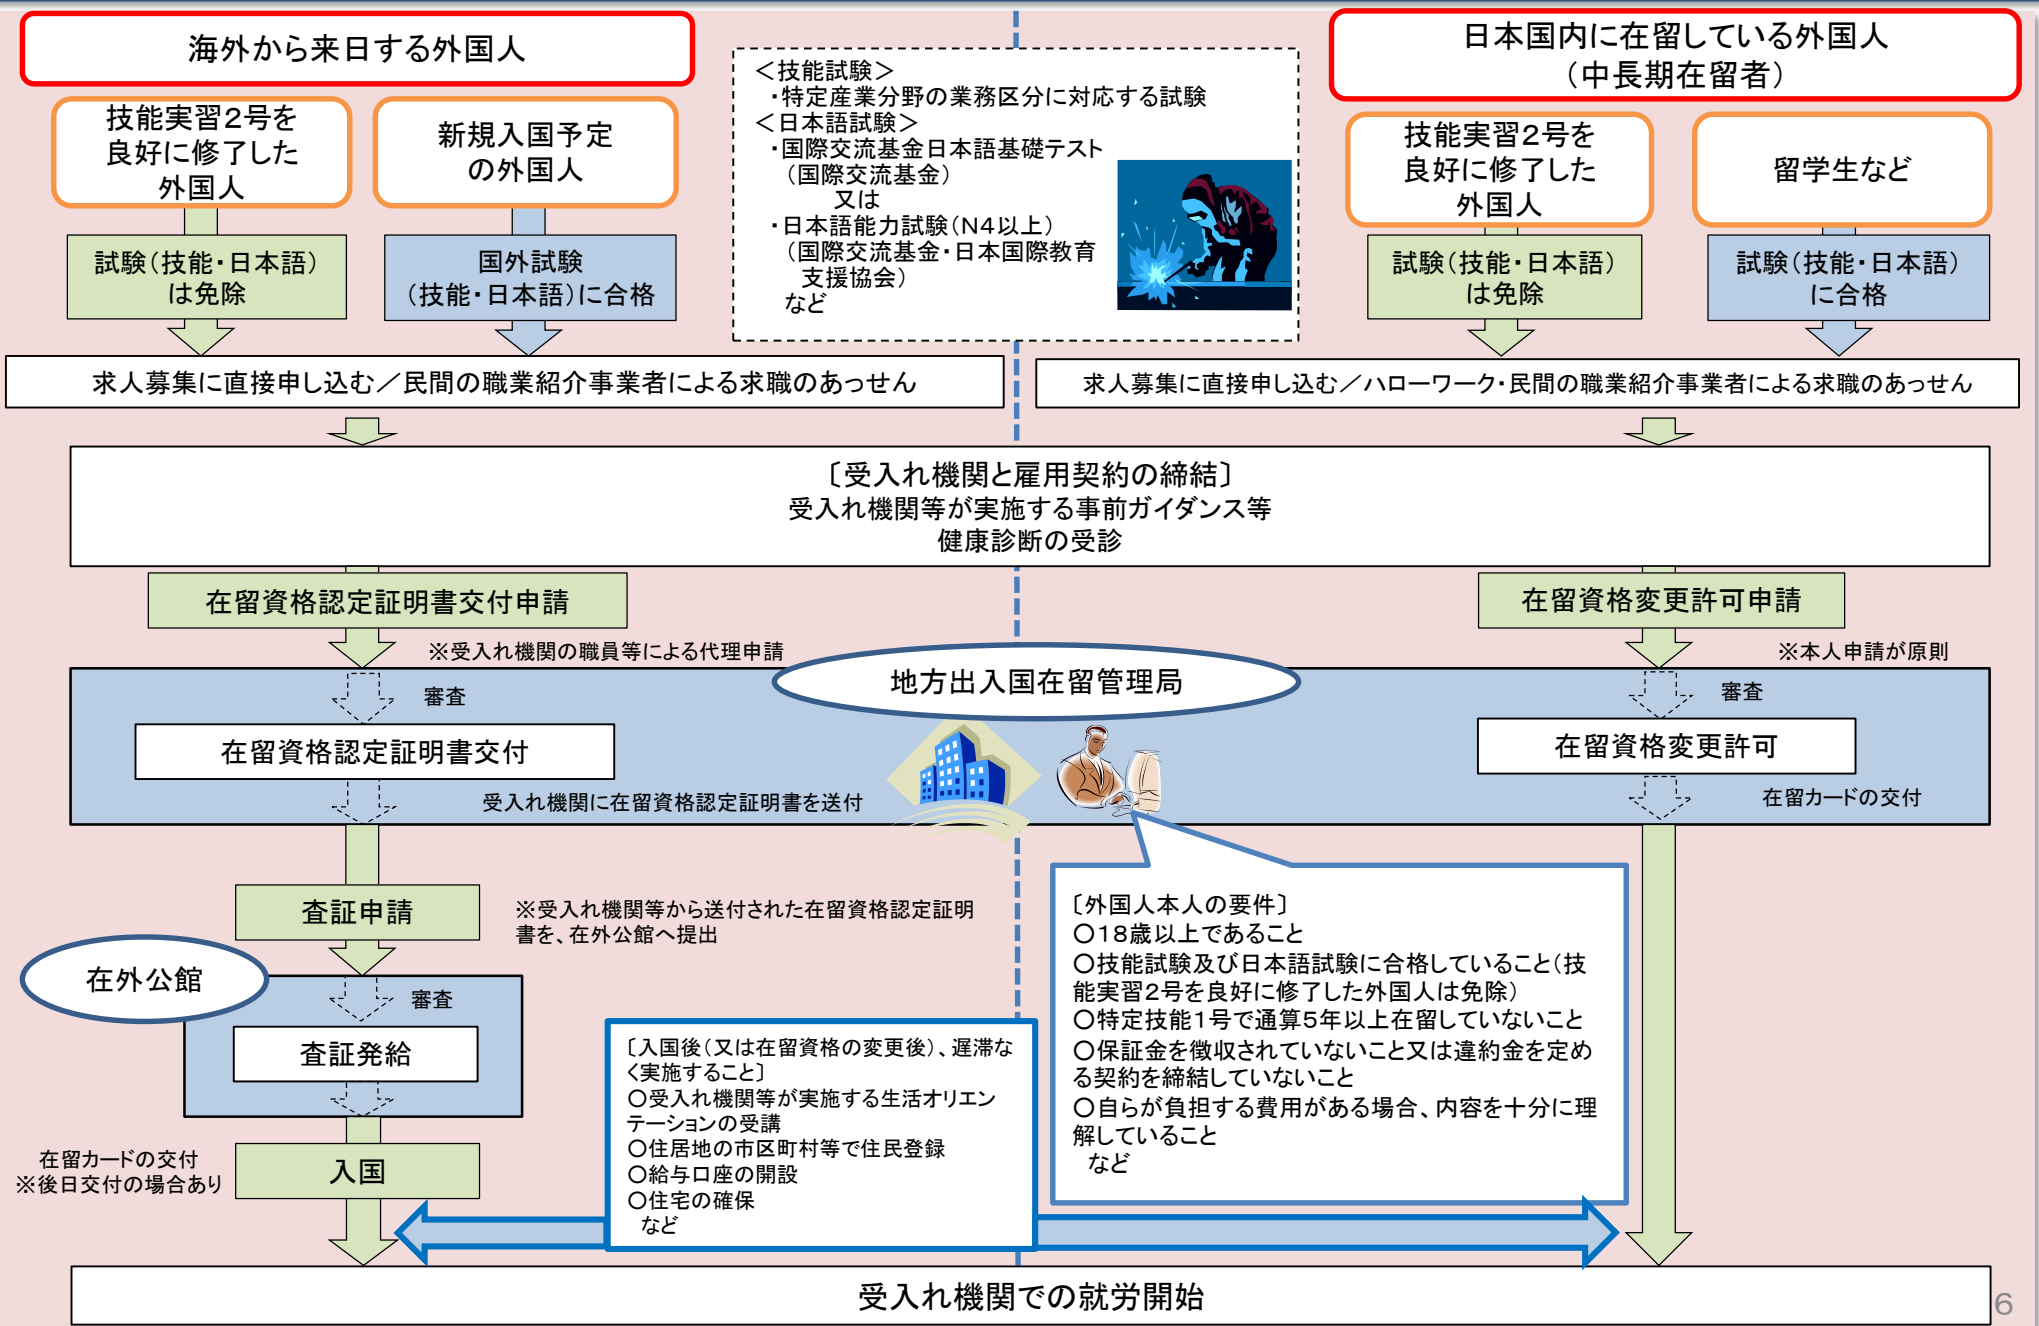 海外から来日する外国人
技能実習2号を
良好に修了した
外国人
新規入国予定
の外国人
試験(技能・日本語)
は免除
国外試験
(技能・日本語)に合格
<技能試験>
・特定産業分野の業務区分に対応する試験
<日本語試験>
・国際交流基金日本語基礎テスト
(国際交流基金)
又は
・日本語能力試験(N4以上)
(国際交流基金・日本国際教育
支援協会)
など
日本国内に在留している外国人
(中長期在留者)
技能実習2号を
良好に修了した
外国人
留学生など
試験(技能・日本語)
は免除
試験(技能・日本語)
に合格
求人募集に直接申し込む/民間の職業紹介事業者による求職のあっせん
求人募集に直接申し込む/ハローワーク・民間の職業紹介事業者による求職のあっせん
〔受入れ機関と雇用契約の締結〕
受入れ機関等が実施する事前ガイダンス等
健康診断の受診
在留資格認定証明書交付申請
※受入れ機関の職員等による代理申請
在留資格変更許可申請
※本人申請が原則
地方出入国在留管理局
審査
在留資格認定証明書交付
受入れ機関に在留資格認定証明書を送付
審査
在留資格変更許可
在留カードの交付
査証申請
※受入れ機関等から送付された在留資格認定証明
書を、在外公館へ提出
在外公館
審査
査証発給
在留カードの交付
※後日交付の場合あり
入国
〔入国後(又は在留資格の変更後)、遅滞な
く実施すること〕
○受入れ機関等が実施する生活オリエン
テーションの受講
○住居地の市区町村等で住民登録
○給与口座の開設
○住宅の確保
など
〔外国人本人の要件〕
○18歳以上であること
○技能試験及び日本語試験に合格していること(技
能実習2号を良好に修了した外国人は免除)
○特定技能1号で通算5年以上在留していないこと
○保証金を徴収されていないこと又は違約金を定め
る契約を締結していないこと
○自らが負担する費用がある場合、内容を十分に理
解していること
など
受入れ機関での就労開始
6